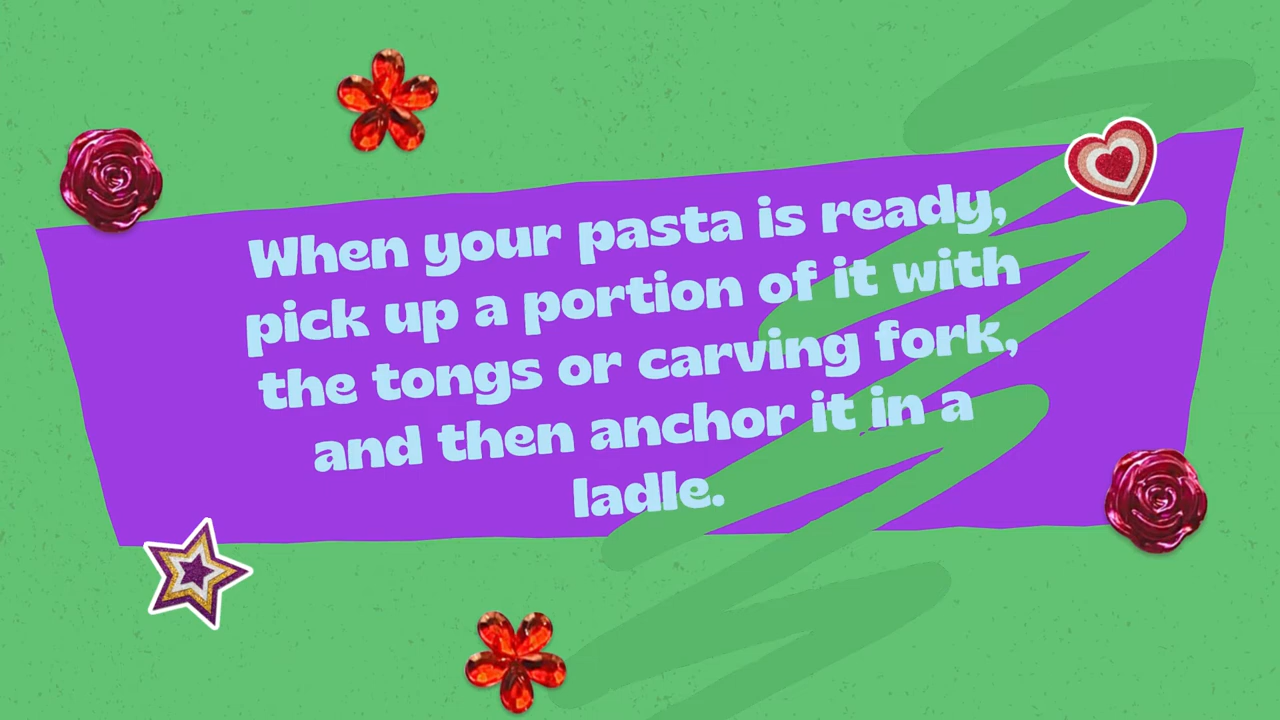 When your pasta is ready,
pick up a portion of it with
the tongs or carving fork,
and then anchor it in a
ladle.